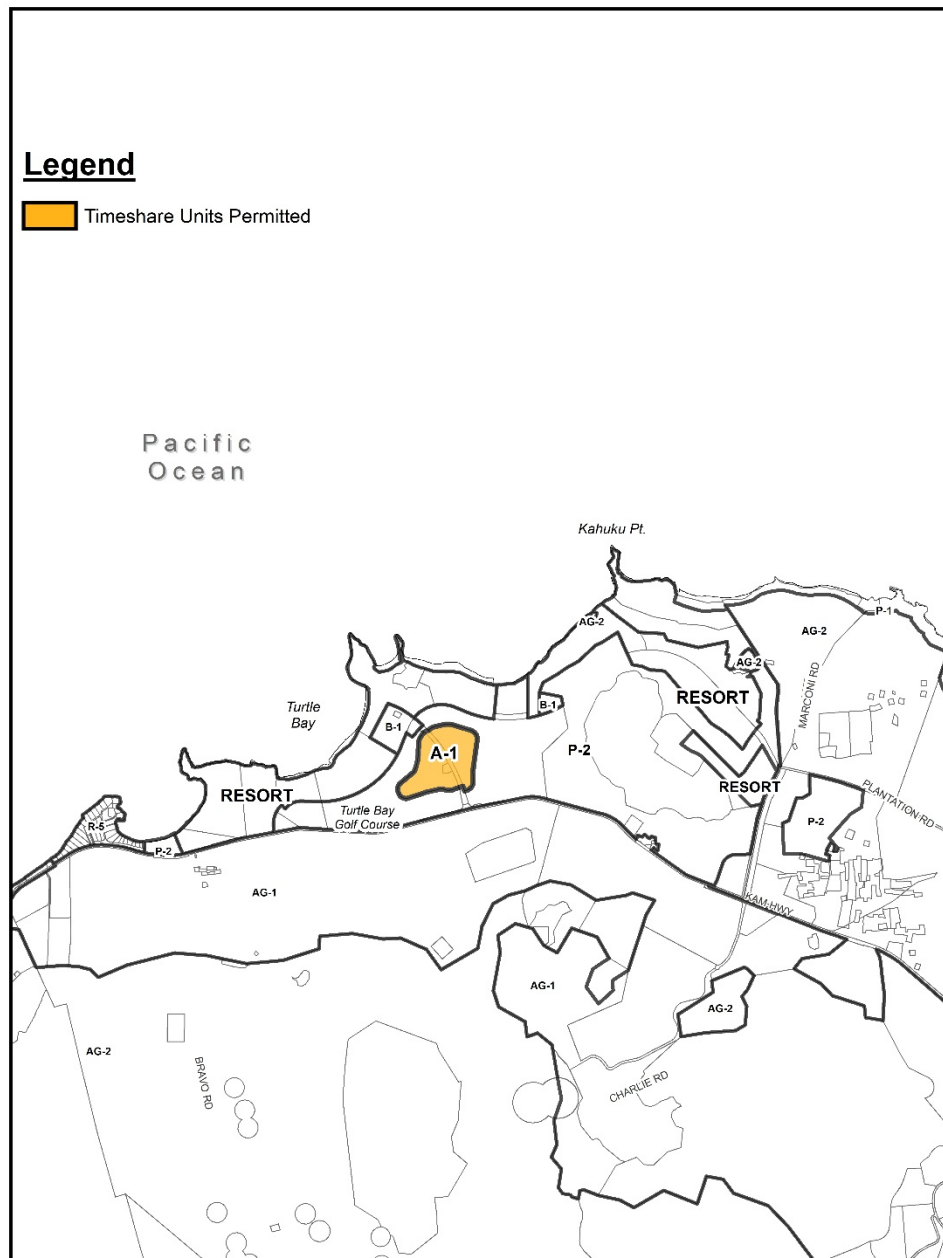 Legend
Timeshare Units Permitted
Pacific
Ocean
Kahuku Pt.
P-1
AG-2
AG-2
AG-2
MARCONI RD
RESORT
Turtle
Bay
B-1
B-1
A-1
P-2
RESORT
RESORT
PLANTATION RD
Turtle Bay
Golf Course
R-5
P-2
P-2
AG-1
KAM HWY
AG-1
AG-2
AG-2
BRAVO RD
CHARLIE RD